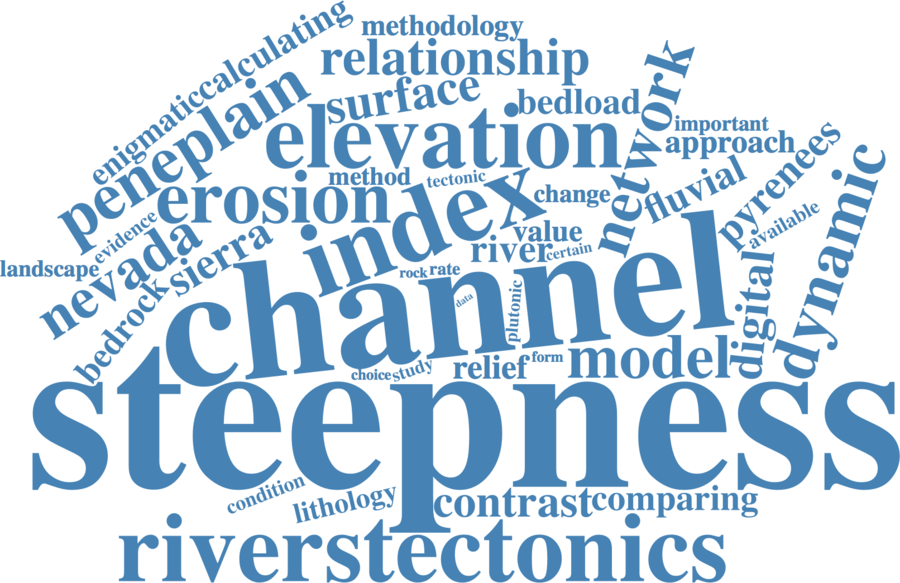 methodology
relationship
enigmatic
calculating
surface
bedload
network
important
approach
peneplain
elevation
method
tectonic
change
fluvial
pyrenees
available
dynamic
erosion
evidence
index
value
river
certain
landscape
nevada
sierra
rock
rate
bedrock
channel
data
plutonic
digital
choice
study
relief
form
model
steepness
condition
lithology
contrast
comparing
rivers
tectonics